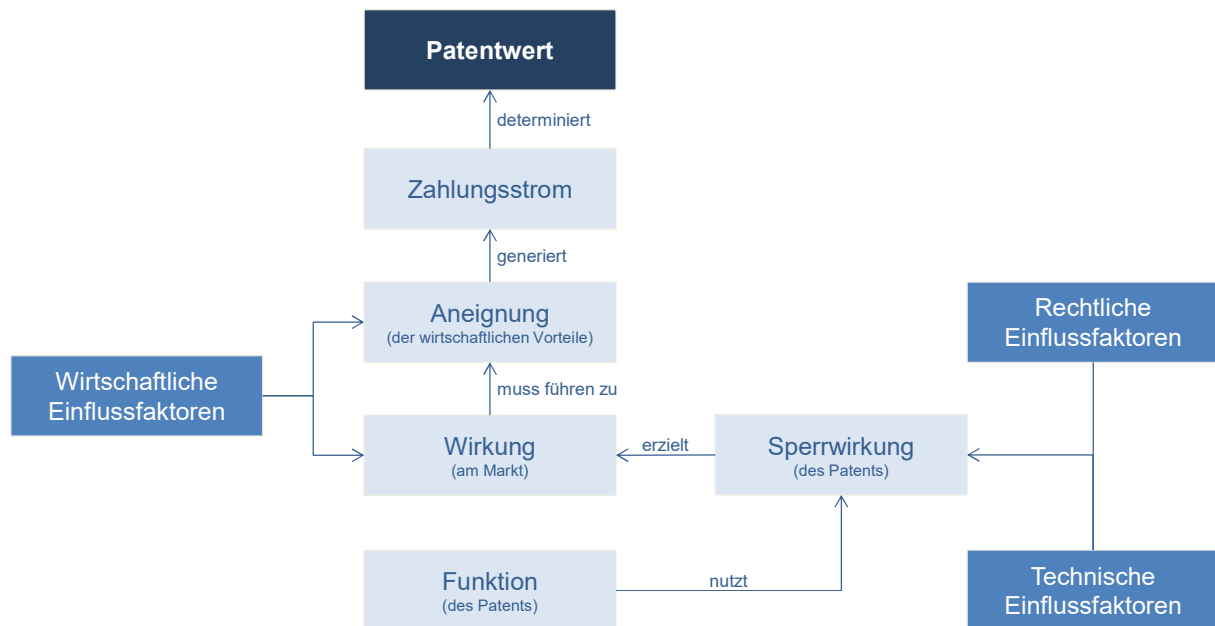 Patentwert
determiniert
Zahlungsstrom
generiert
Aneignung
(der wirtschaftlichen Vorteile)
Rechtliche
Einflussfaktoren
Wirtschaftliche
Einflussfaktoren
muss führen zu
Wirkung
(am Markt)
erzielt
Sperrwirkung
(des Patents)
Funktion
(des Patents)
nutzt
Technische
Einflussfaktoren